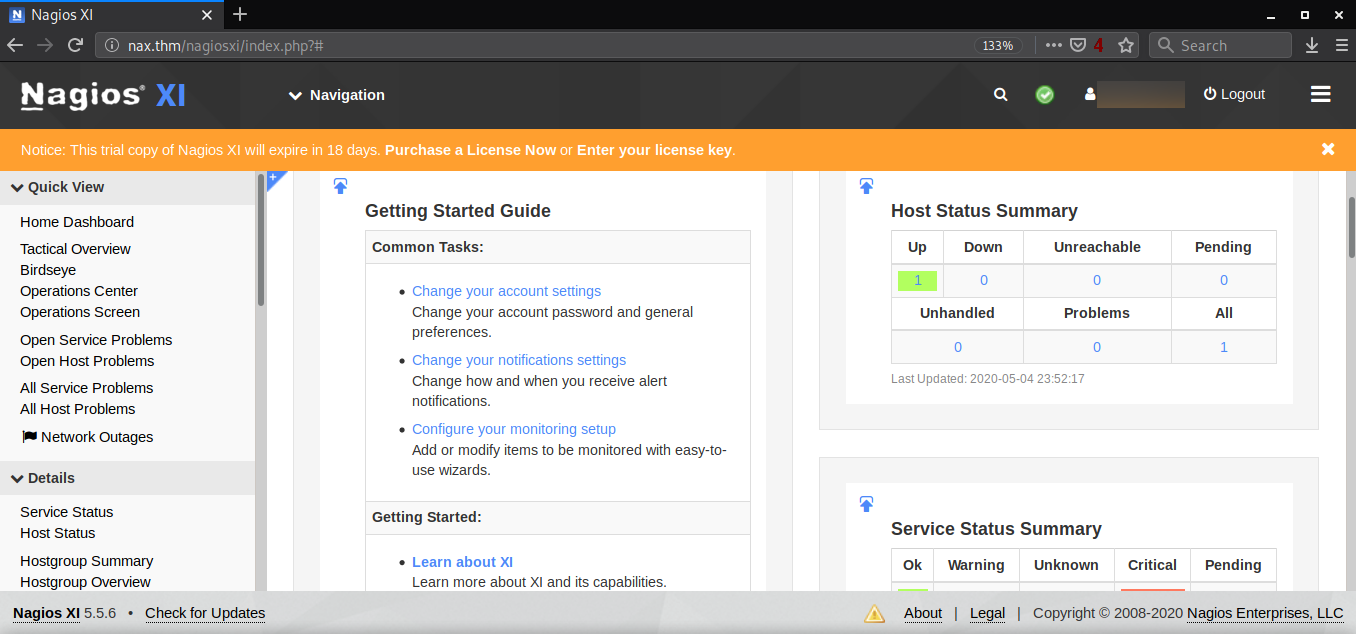 Nagios XI
nax.thm/nagiosxi/index.php?#
133%
4
Search
Nagios® XI
Navigation
Logout
Notice: This trial copy of Nagios XI will expire in 18 days. Purchase a License Now or Enter your license key.
Quick View
Home Dashboard
Tactical Overview
Birdseye
Operations Center
Operations Screen
Open Service Problems
Open Host Problems
All Service Problems
All Host Problems
Network Outages
Details
Service Status
Host Status
Hostgroup Summary
Hostgroup Overview
Getting Started Guide
Common Tasks:
• Change your account settings
Change your account password and general
preferences.
• Change your notifications settings
Change how and when you receive alert
notifications.
• Configure your monitoring setup
Add or modify items to be monitored with easy-to-
use wizards.
Getting Started:
• Learn about XI
Learn more about XI and its capabilities.
Host Status Summary
Up Down Unreachable Pending
1 0 0 0
Unhandled Problems All
0 0 1
Last Updated: 2020-05-04 23:52:17
Service Status Summary
Ok Warning Unknown Critical Pending
Nagios XI 5.5.6 • Check for Updates
About | Legal | Copyright © 2008-2020 Nagios Enterprises, LLC